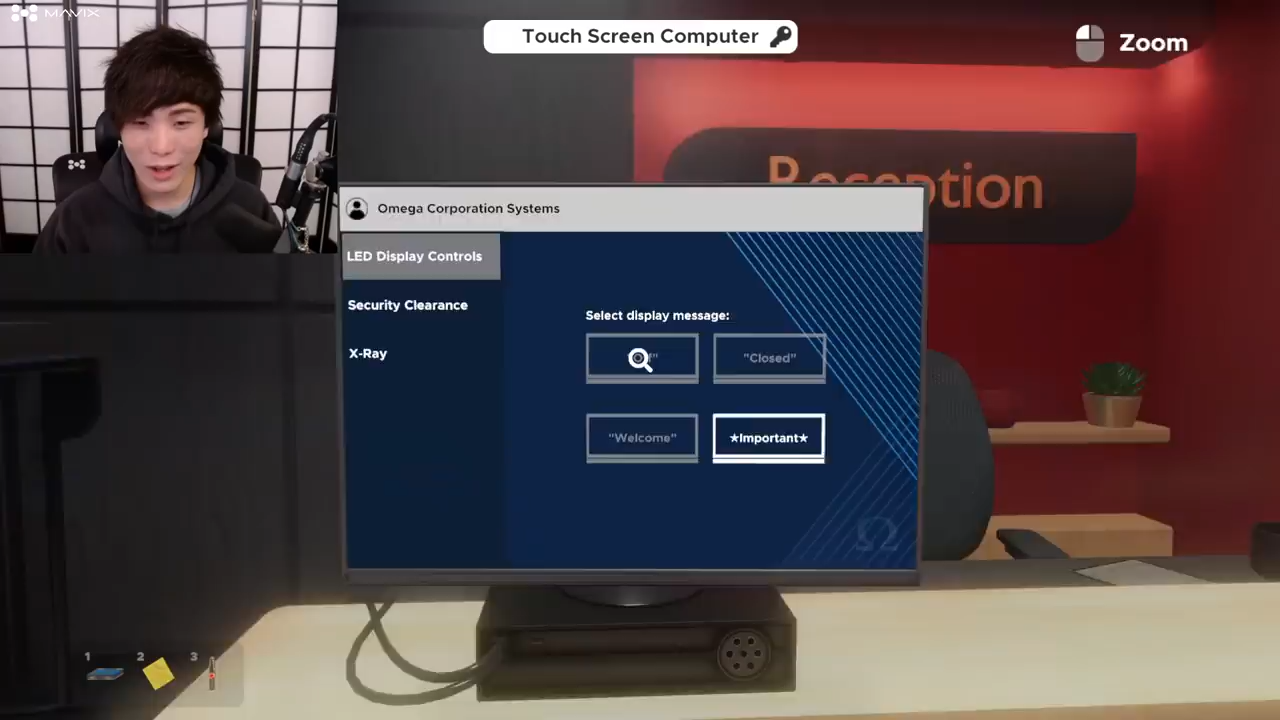 MAVIX
Touch Screen Computer
Zoom
Reception
Omega Corporation Systems
LED Display Controls
Security Clearance
X-Ray
Select display message:
"Closed"
"Welcome"
★Important★
Ω
1 2 3